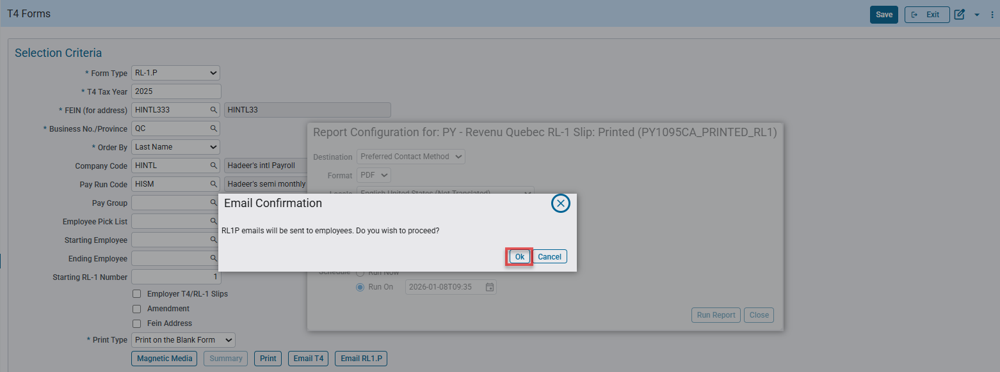 T4 Forms
Save
Exit
Selection Criteria
* Form Type RL-1.P
* T4 Tax Year 2025
* FEIN (for address) HINTL333 HINTL33
* Business No./Province QC
* Order By Last Name
Company Code HINTL Hadeer's intl Payroll
Pay Run Code HISM Hadeer's semi monthly
Pay Group
Employee Pick List
Starting Employee
Ending Employee
Starting RL-1 Number 1
Employer T4/RL-1 Slips
Amendment
Fein Address
* Print Type Print on the Blank Form
Magnetic Media Summary Print Email T4 Email RL1.P
Report Configuration for: PY - Revenu Quebec RL-1 Slip: Printed (PY1095CA_PRINTED_RL1)
Destination Preferred Contact Method
Format PDF
Locale English United States (Not Translated)
Email Confirmation
RL1P emails will be sent to employees. Do you wish to proceed?
Ok Cancel
Schedule Run Now
Run On 2026-01-08T09:35
Run Report Close